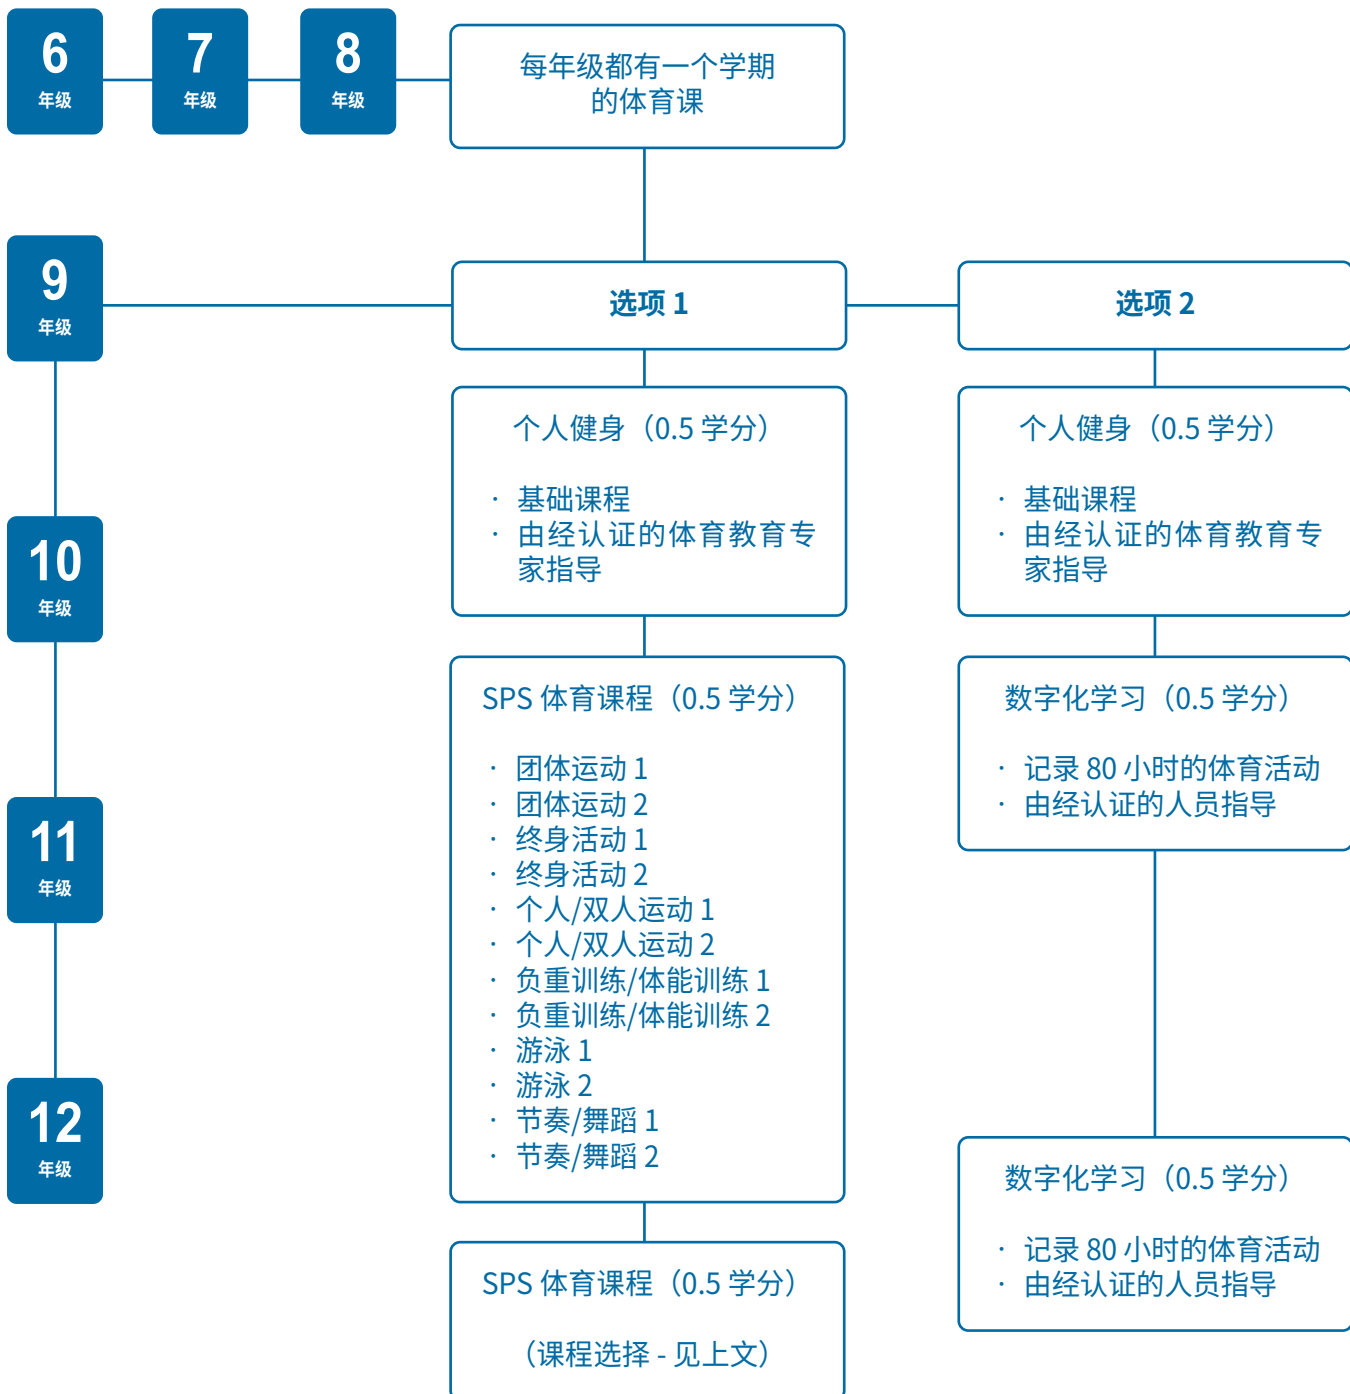 6
年级
7
年级
8
年级
每年级都有一个学期
的体育课
9
年级
选项 1
选项 2
个人健身（0.5 学分）
· 基础课程
· 由经认证的体育教育专
家指导
个人健身（0.5 学分）
· 基础课程
· 由经认证的体育教育专
家指导
10
年级
SPS 体育课程（0.5 学分）
· 团体运动 1
· 团体运动 2
· 终身活动 1
· 终身活动 2
· 个人/双人运动 1
· 个人/双人运动 2
· 负重训练/体能训练 1
· 负重训练/体能训练 2
· 游泳 1
· 游泳 2
· 节奏/舞蹈 1
· 节奏/舞蹈 2
数字化学习（0.5 学分）
· 记录 80 小时的体育活动
· 由经认证的人员指导
11
年级
12
年级
数字化学习（0.5 学分）
· 记录 80 小时的体育活动
· 由经认证的人员指导
SPS 体育课程（0.5 学分）
（课程选择 - 见上文）